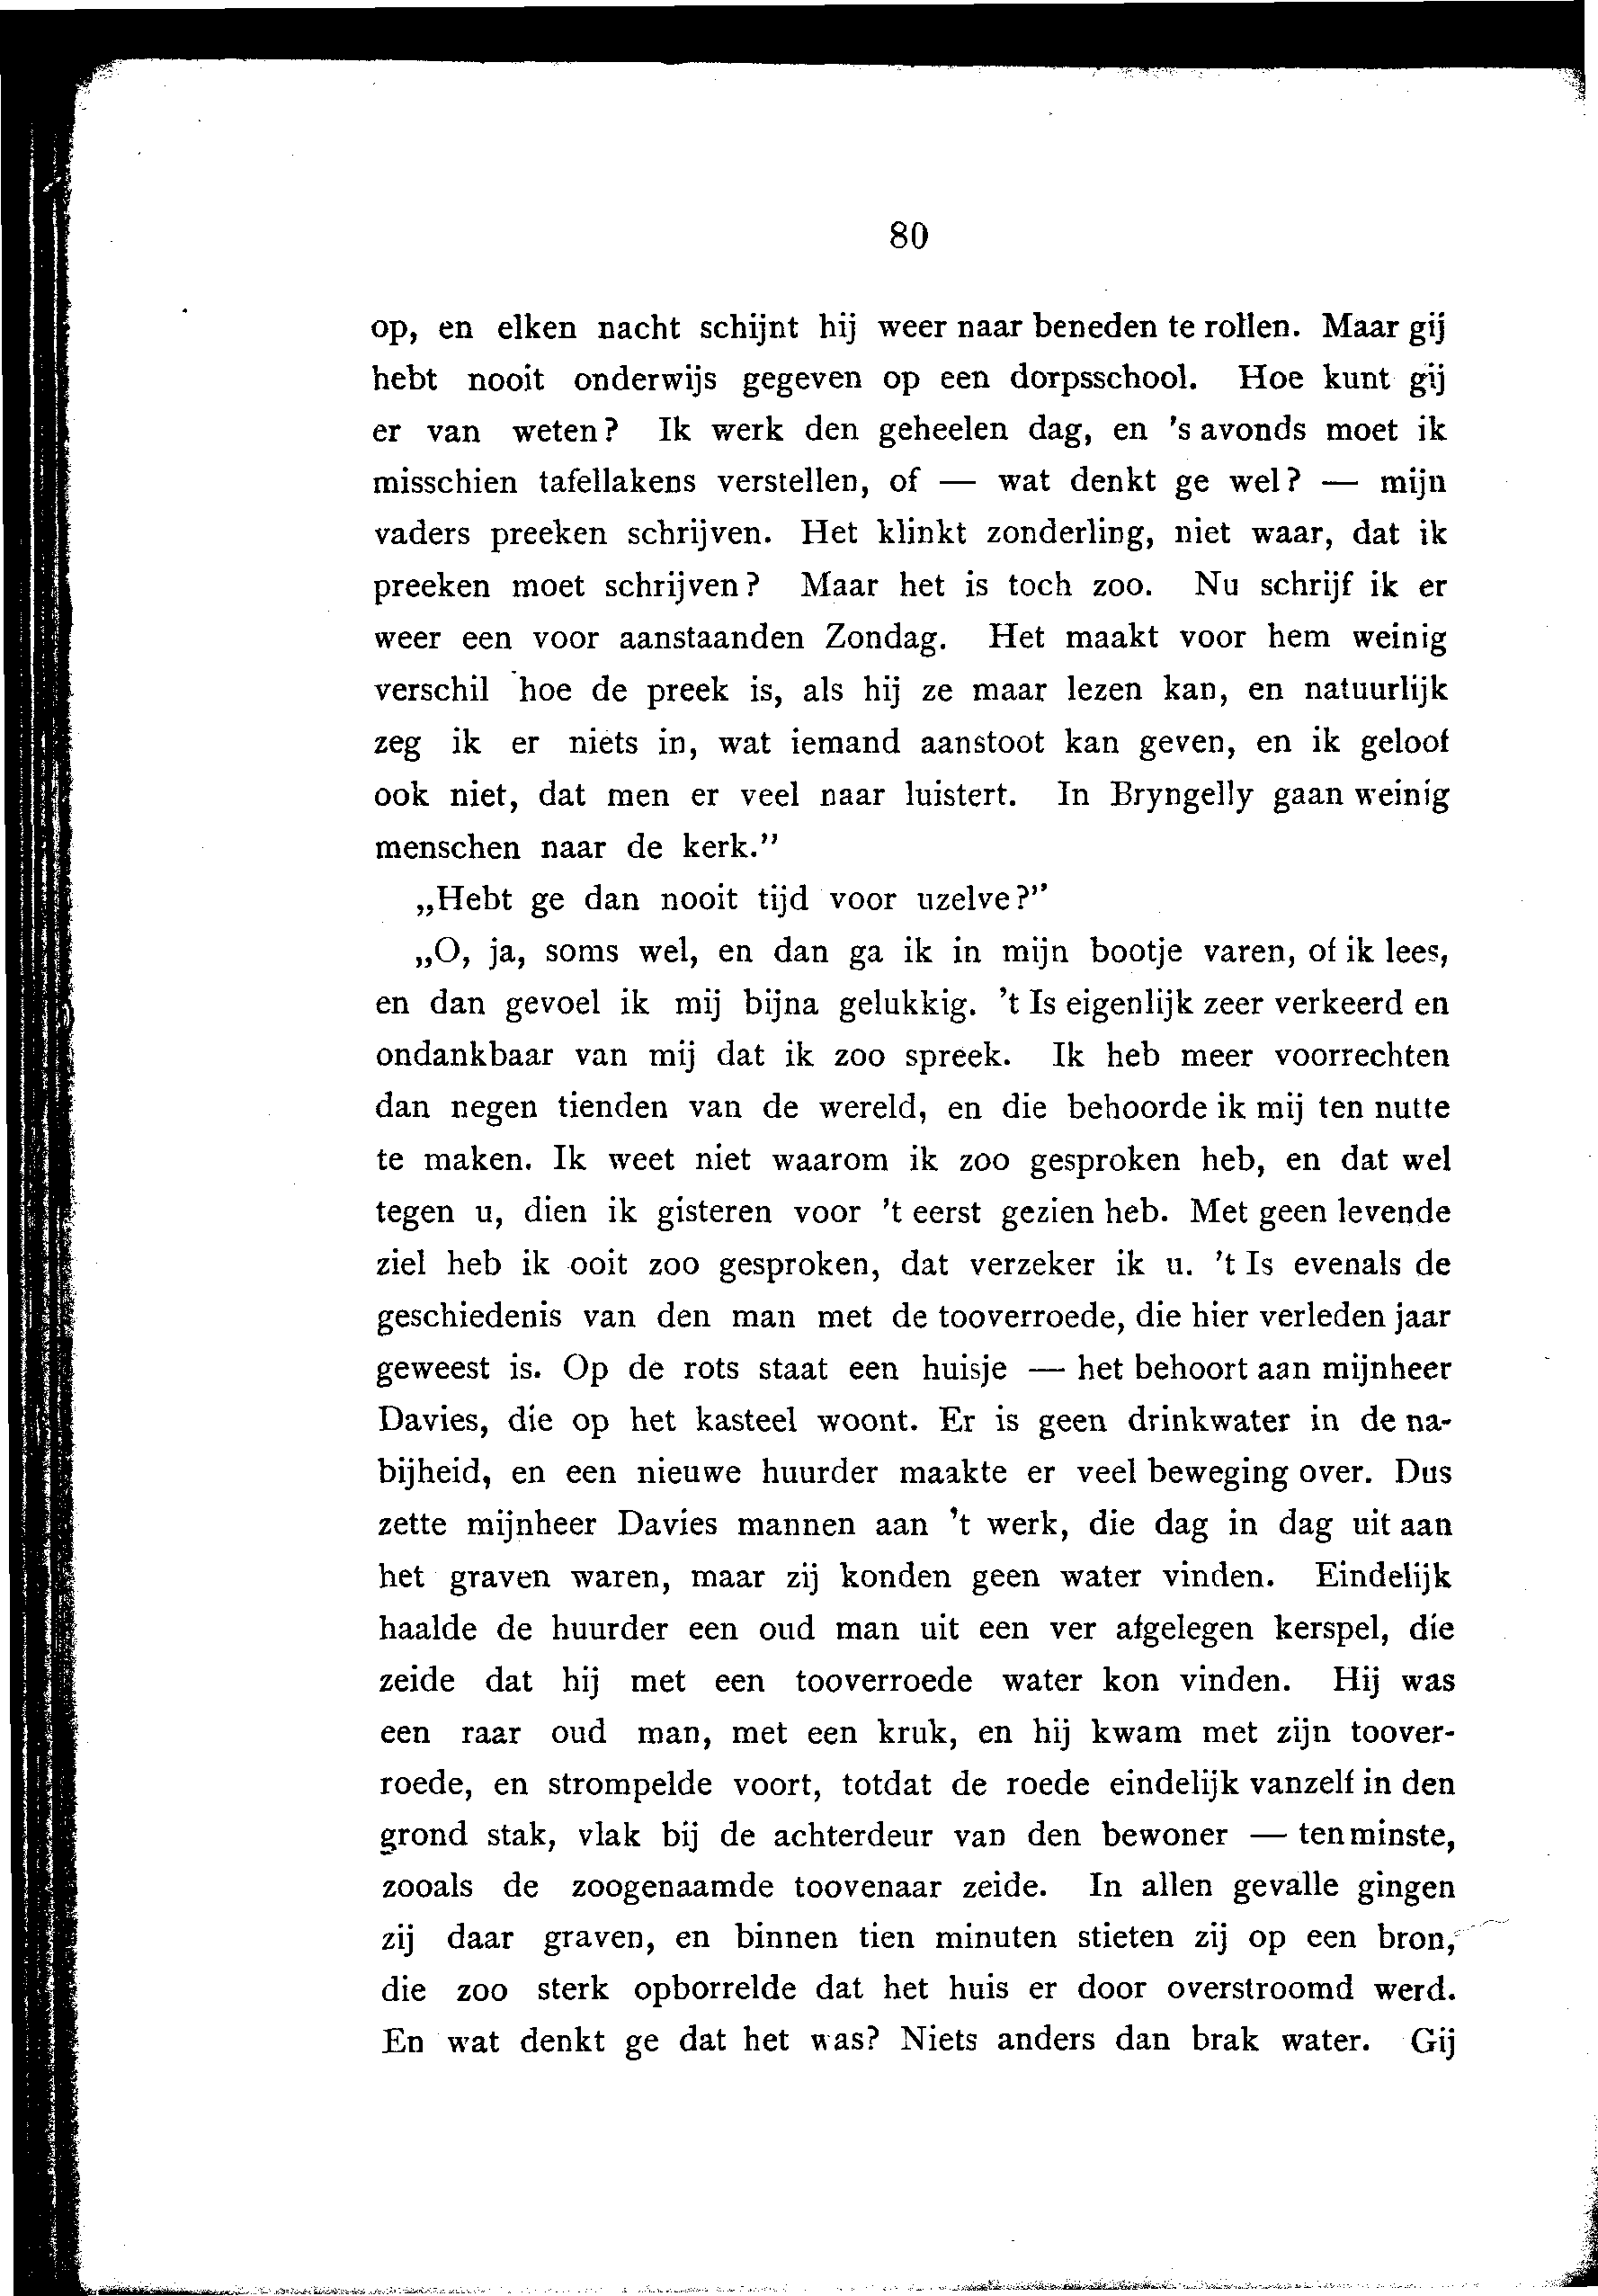 80
op, en elken nacht schijnt hij weer naar beneden te rollen. Maar gij
hebt nooit onderwijs gegeven op een dorpsschool. Hoe kunt gij
er van weten? Ik werk den geheelen dag, en 's avonds moet ik
misschien tafellakens verstellen, of — wat denkt ge wel? — mijn
vaders preeken schrijven. Het klinkt zonderling, niet waar, dat ik
preeken moet schrijven? Maar het is toch zoo. Nu schrijf ik er
weer een voor aanstaanden Zondag. Het maakt voor hem weinig
verschil hoe de preek is, als hij ze maar lezen kan, en natuurlijk
zeg ik er niets in, wat iemand aanstoot kan geven, en ik geloof
ook niet, dat men er veel naar luistert. In Bryngelly gaan weinig
menschen naar de kerk.”
„Hebt ge dan nooit tijd voor uzelve?”
„O, ja, soms wel, en dan ga ik in mijn bootje varen, of ik lees,
en dan gevoel ik mij bijna gelukkig. 't Is eigenlijk zeer verkeerd en
ondankbaar van mij dat ik zoo spreek. Ik heb meer voorrechten
dan negen tienden van de wereld, en die behoorde ik mij ten nutte
te maken. Ik weet niet waarom ik zoo gesproken heb, en dat wel
tegen u, dien ik gisteren voor 't eerst gezien heb. Met geen levende
ziel heb ik ooit zoo gesproken, dat verzeker ik u. 't Is evenals de
geschiedenis van den man met de tooverroede, die hier verleden jaar
geweest is. Op de rots staat een huisje — het behoort aan mijnheer
Davies, die op het kasteel woont. Er is geen drinkwater in de na-
bijheid, en een nieuwe huurder maakte er veel beweging over. Dus
zette mijnheer Davies mannen aan 't werk, die dag in dag uit aan
het graven waren, maar zij konden geen water vinden. Eindelijk
haalde de huurder een oud man uit een ver afgelegen kerspel, die
zeide dat hij met een tooverroede water kon vinden. Hij was
een raar oud man, met een kruk, en hij kwam met zijn toover-
roede, en strompelde voort, totdat de roede eindelijk vanzelf in den
grond stak, vlak bij de achterdeur van den bewoner — tenminste,
zooals de zoogenaamde toovenaar zeide. In allen gevalle gingen
zij daar graven, en binnen tien minuten stieten zij op een bron,
die zoo sterk opborrelde dat het huis er door overstroomd werd.
En wat denkt ge dat het was? Niets anders dan brak water. Gij